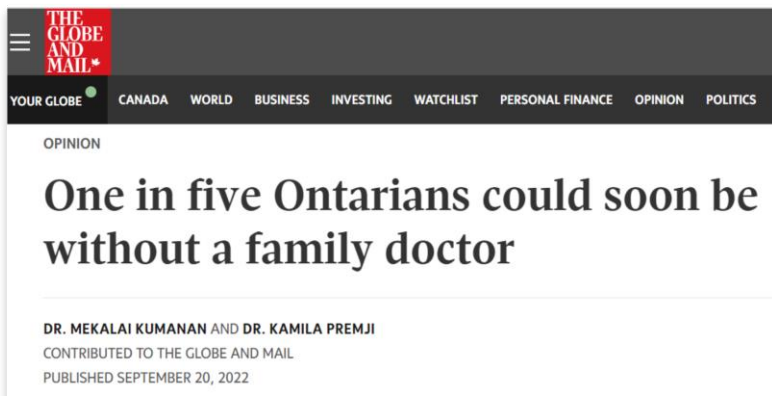 THE
GLOBE
AND
MAIL
YOUR GLOBE CANADA WORLD BUSINESS INVESTING WATCHLIST PERSONAL FINANCE OPINION POLITICS
OPINION
One in five Ontarians could soon be
without a family doctor
DR. MEKALAI KUMANAN AND DR. KAMILA PREMJI
CONTRIBUTED TO THE GLOBE AND MAIL
PUBLISHED SEPTEMBER 20, 2022